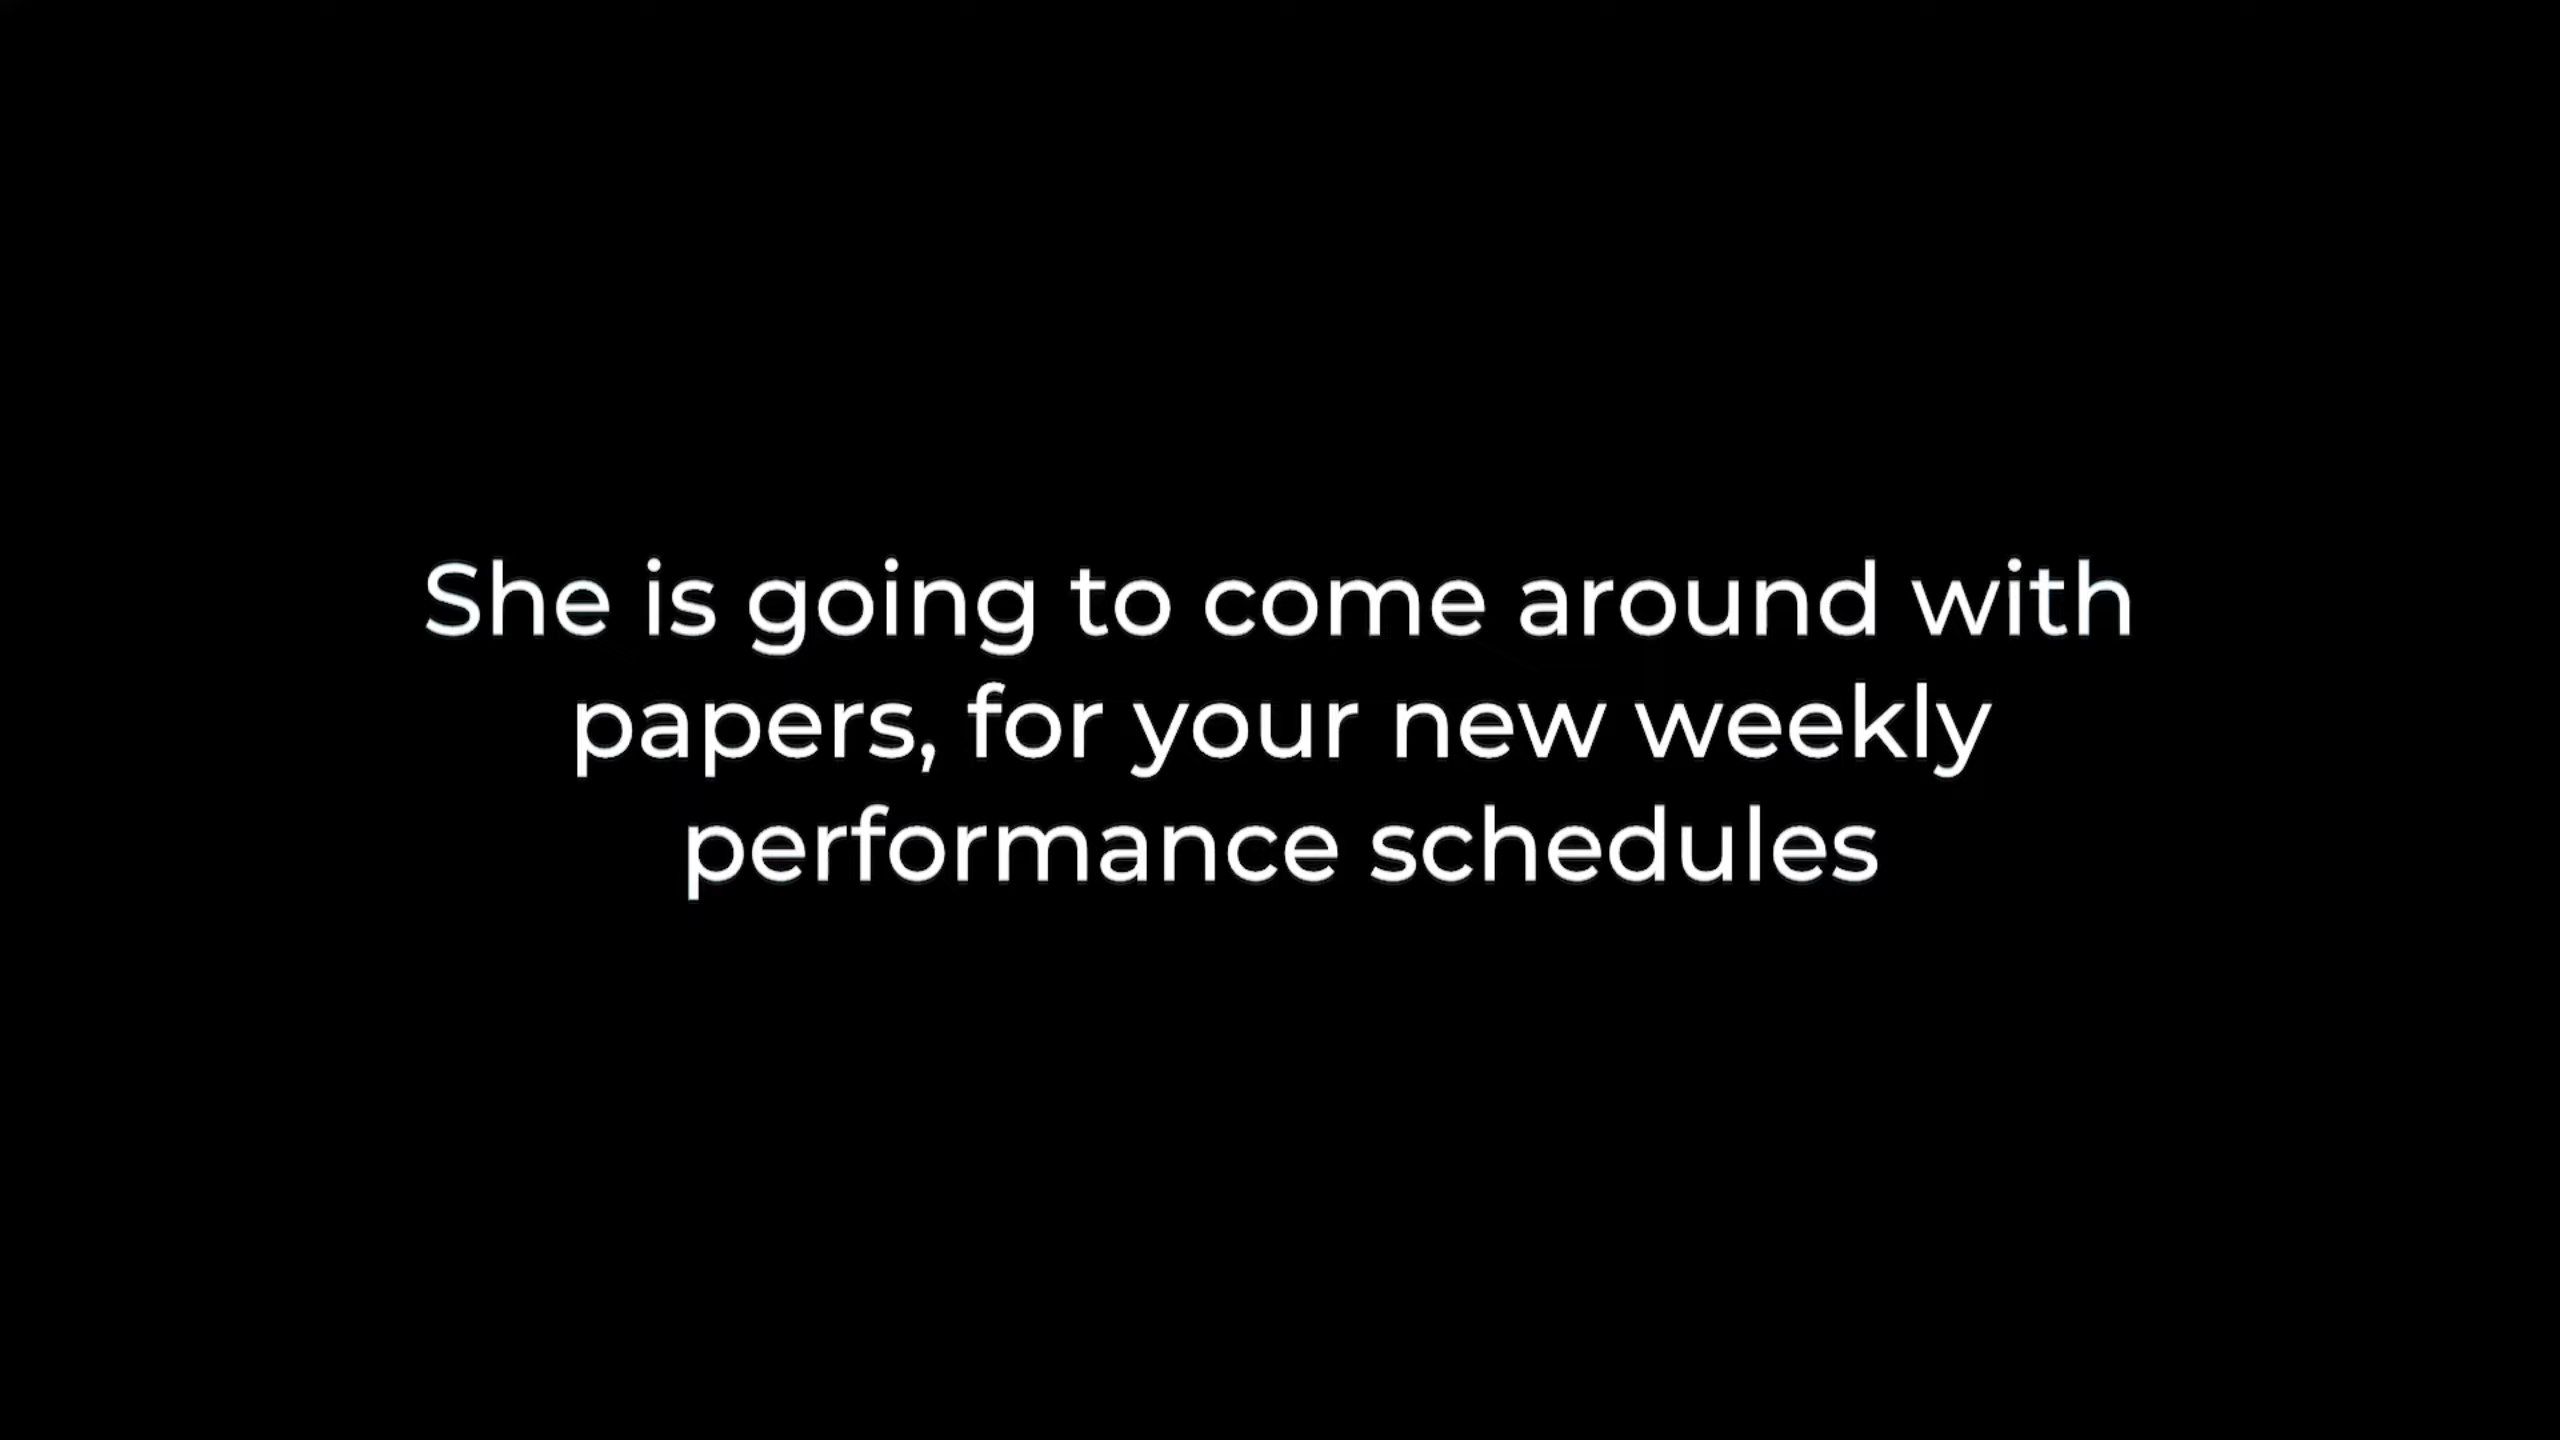 She is going to come around with
papers, for your new weekly
performance schedules